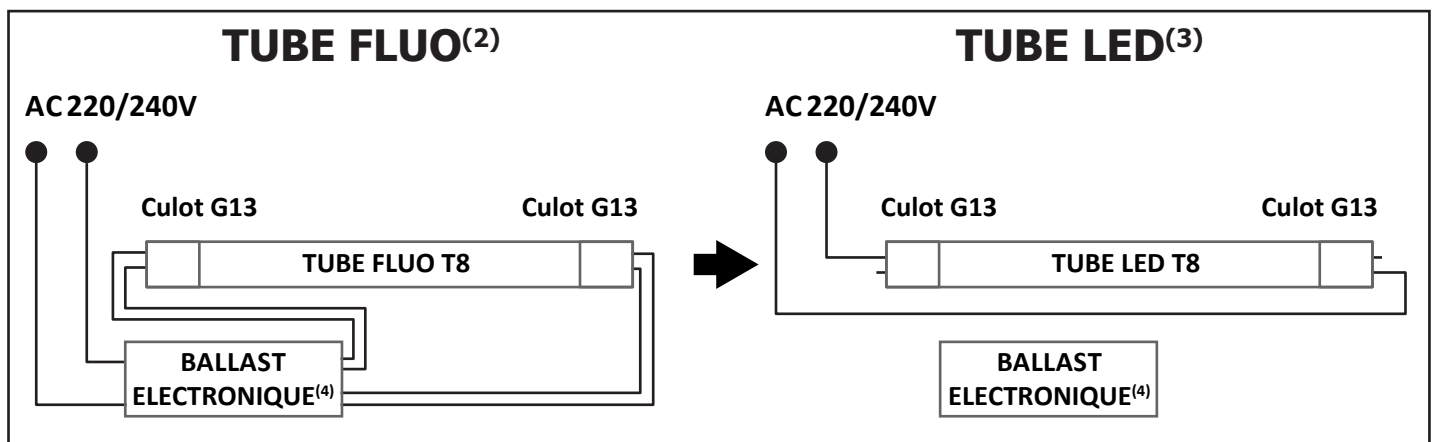 TUBE FLUO(2)
AC 220/240V
Culot G13
Culot G13
TUBE FLUO T8
BALLAST
ELECTRONIQUE(4)
TUBE LED(3)
AC 220/240V
Culot G13
Culot G13
TUBE LED T8
BALLAST
ELECTRONIQUE(4)